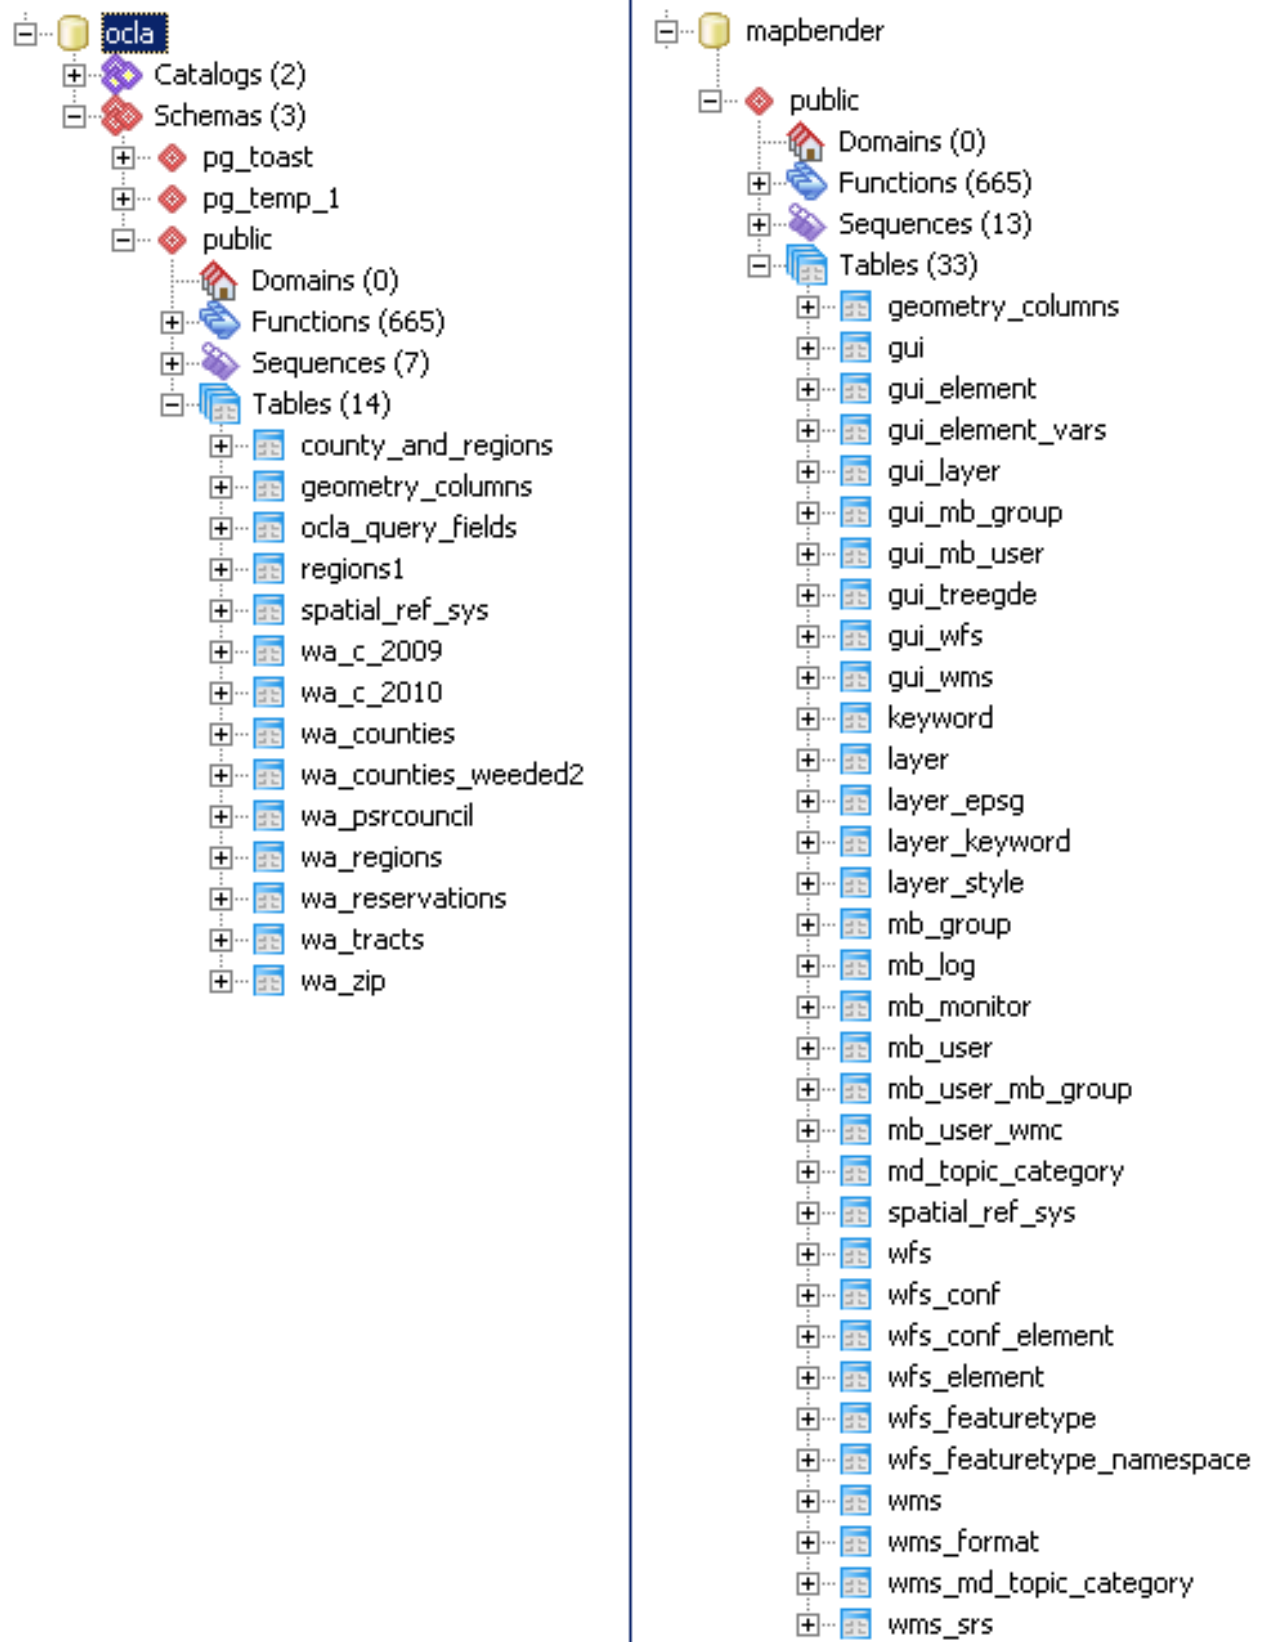 ocla
Catalogs (2)
Schemas (3)
pg_toast
pg_temp_1
public
Domains (0)
Functions (665)
Sequences (7)
Tables (14)
county_and_regions
geometry_columns
ocla_query_fields
regions1
spatial_ref_sys
wa_c_2009
wa_c_2010
wa_counties
wa_counties_weeded2
wa_psrcouncil
wa_regions
wa_reservations
wa_tracts
wa_zip
mapbender
public
Domains (0)
Functions (665)
Sequences (13)
Tables (33)
geometry_columns
gui
gui_element
gui_element_vars
gui_layer
gui_mb_group
gui_mb_user
gui_treegde
gui_wfs
gui_wms
keyword
layer
layer_epsg
layer_keyword
layer_style
mb_group
mb_log
mb_monitor
mb_user
mb_user_mb_group
mb_user_wmc
md_topic_category
spatial_ref_sys
wfs
wfs_conf
wfs_conf_element
wfs_element
wfs_featuretype
wfs_featuretype_namespace
wms
wms_format
wms_md_topic_category
wms_srs